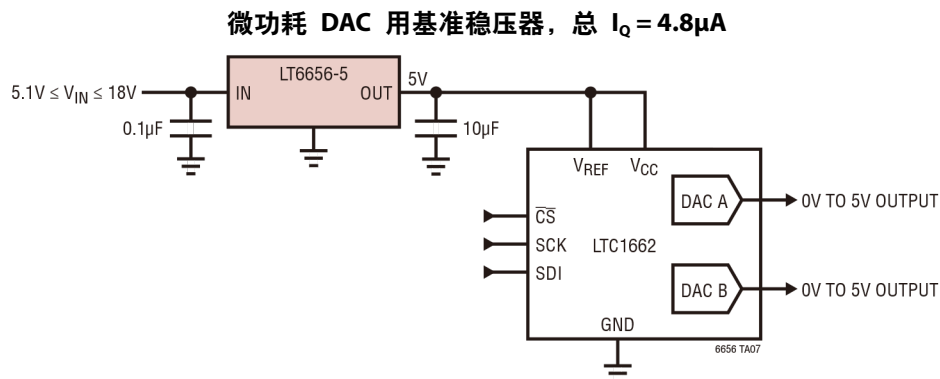 微功耗 DAC 用基准稳压器，总 IQ = 4.8μA
LT6656-5
5.1V ≤ VIN ≤ 18V
IN
OUT
5V
0.1μF
10μF
VREF
VCC
DAC A
0V TO 5V OUTPUT
C̅S̅
SCK
LTC1662
SDI
DAC B
0V TO 5V OUTPUT
GND
6656 TA07